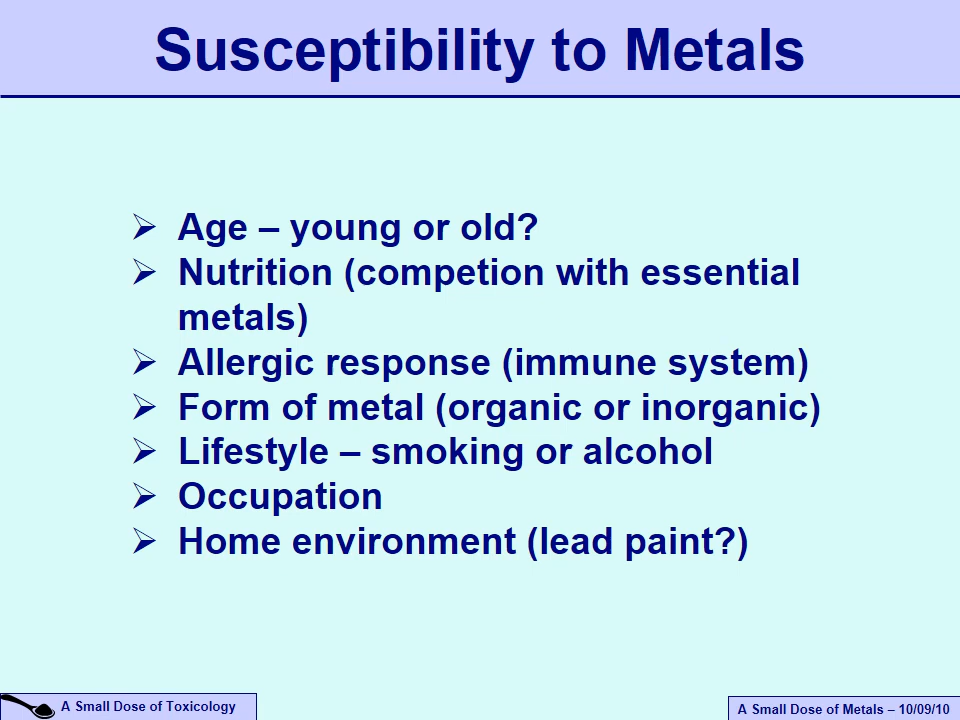 Susceptibility to Metals
➢ Age – young or old?
➢ Nutrition (competion with essential
metals)
➢ Allergic response (immune system)
➢ Form of metal (organic or inorganic)
➢ Lifestyle – smoking or alcohol
➢ Occupation
➢ Home environment (lead paint?)
A Small Dose of Toxicology
A Small Dose of Metals – 10/09/10